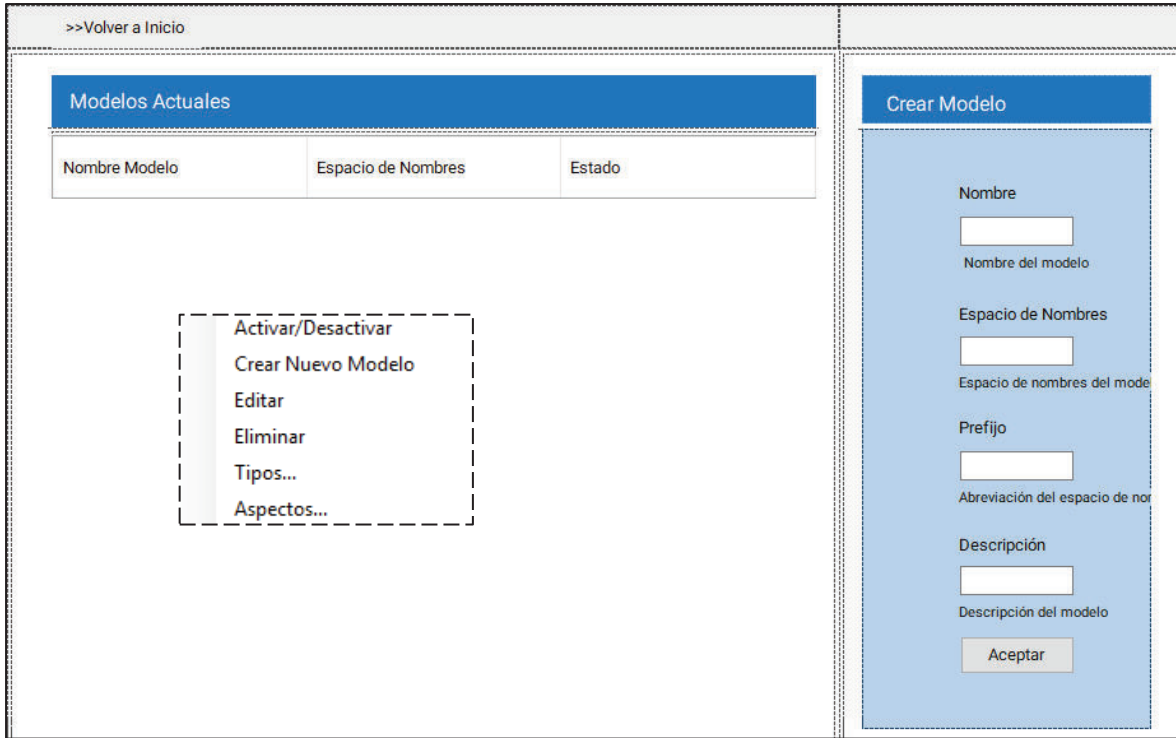 >>Volver a Inicio
Modelos Actuales
Nombre Modelo Espacio de Nombres Estado
Activar/Desactivar
Crear Nuevo Modelo
Editar
Eliminar
Tipos...
Aspectos...
Crear Modelo
Nombre
Nombre del modelo
Espacio de Nombres
Espacio de nombres del mode
Prefijo
Abreviación del espacio de nor
Descripción
Descripción del modelo
Aceptar